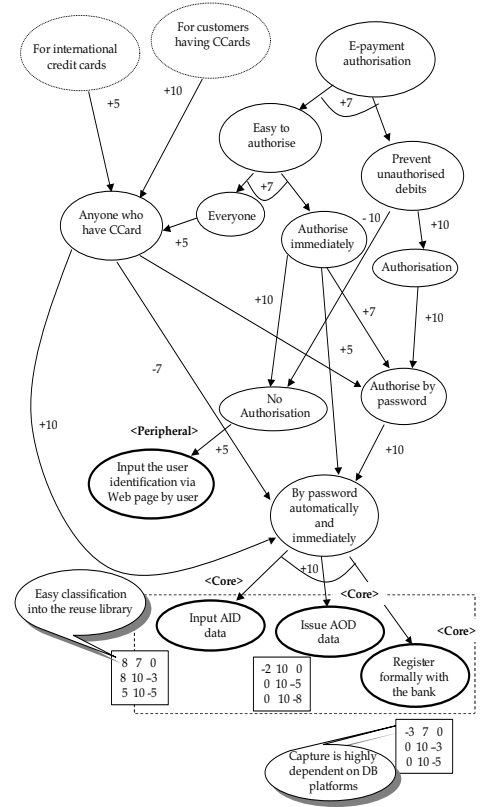 For customers
having CCards
For international
credit cards
E-payment
authorisation
+5
+10
+7
Easy to
authorise
Prevent
unauthorised
debits
+7
Everyone
- 10
Anyone who
have CCard
+5
Authorise
immediately
+10
Authorisation
+10
+7
+10
+5
-7
Authorise by
password
No
Authorisation
+10
<Peripheral>
+5
+10
Input the user
identification via
Web page by user
By password
automatically
and
immediately
+10
<Core>
Easy classification
into the reuse library
<Core>
Input AID
data
Issue AOD
data
<Core>
8 7 0
8 10 –3
5 10 -5
-2 10 0
0 10 -5
0 10 -8
Register
formally with
the bank
-3 7 0
0 10 –3
0 10 -5
Capture is highly
dependent on DB
platforms